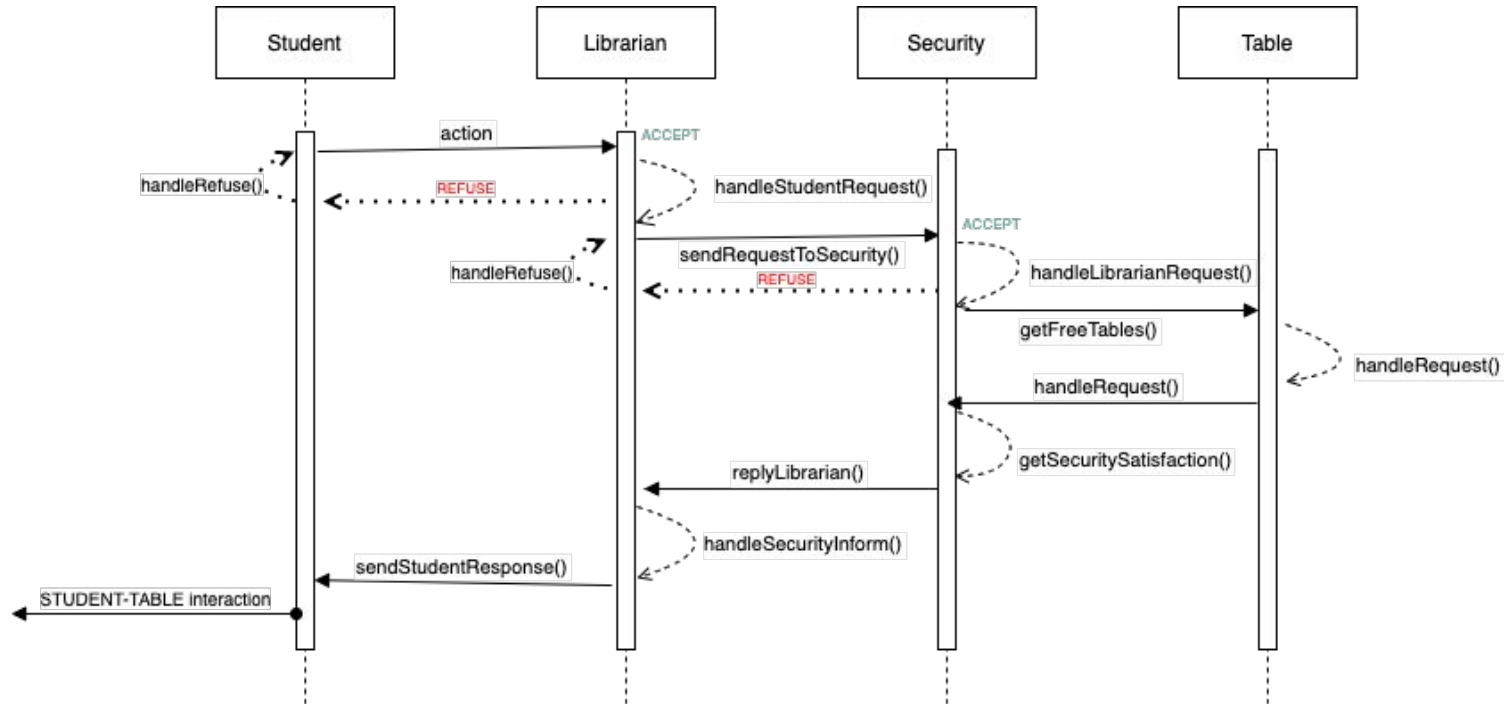 Student
Librarian
Security
Table
action
ACCEPT
handleRefuse()
REFUSE
handleStudentRequest()
ACCEPT
sendRequestToSecurity()
handleRefuse()
REFUSE
handleLibrarianRequest()
getFreeTables()
handleRequest()
handleRequest()
getSecuritySatisfaction()
replyLibrarian()
handleSecurityInform()
sendStudentResponse()
STUDENT-TABLE interaction